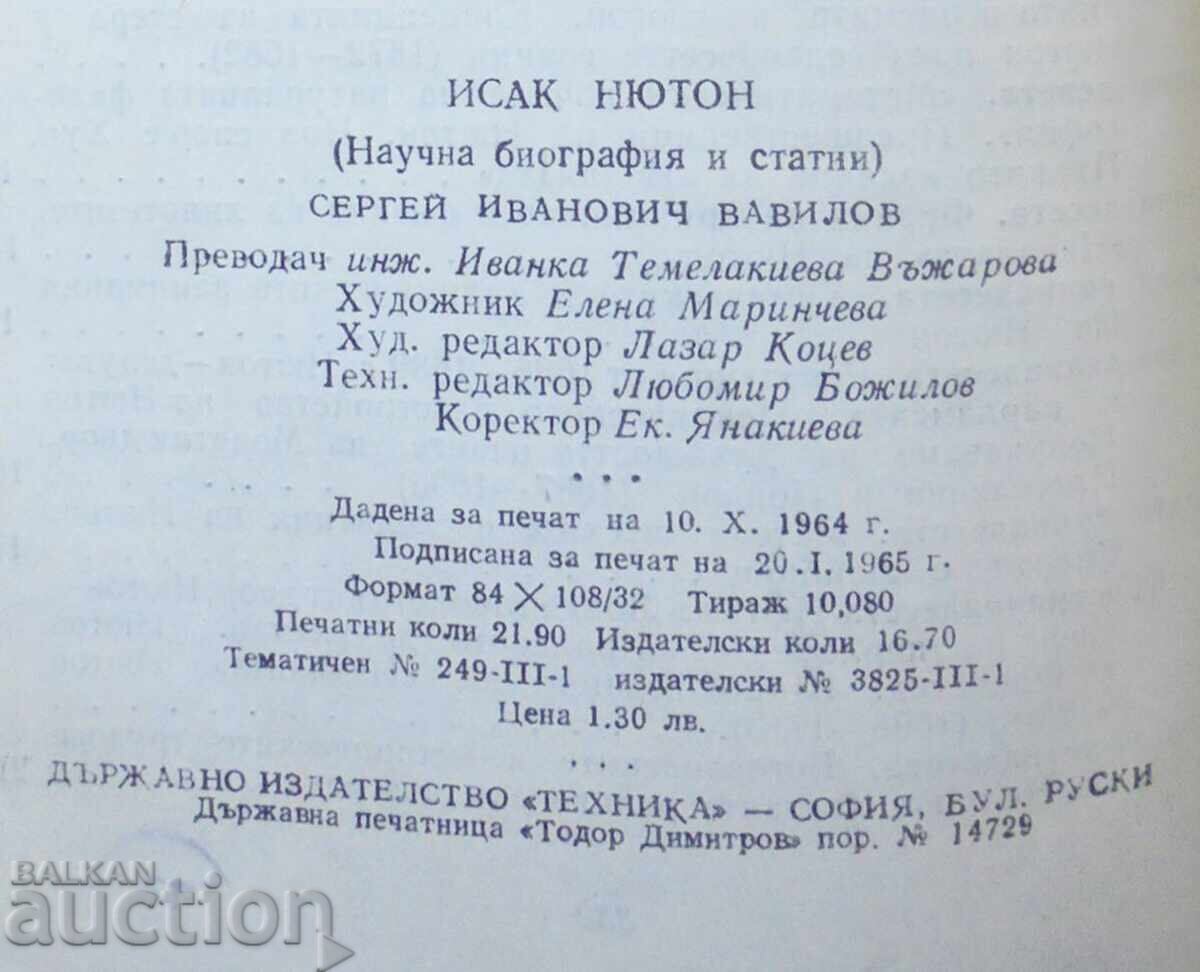 ИСАК НЮТОН
(Научна биография и статии)
СЕРГЕЙ ИВАНОВИЧ ВАВИЛОВ
Преводач инж. Иванка Темелакиева Въжарова
Художник Елена Маринчева
Худ. редактор Лазар Коцев
Техн. редактор Любомир Божилов
Коректор Ек. Янакиева
• • •
Дадена за печат на 10. X. 1964 г.
Подписана за печат на 20. I. 1965 г.
Формат 84 X 108/32 Тираж 10,080
Печатни коли 21.90 Издателски коли 16.70
Тематичен № 249-III-1 издателски № 3825-III-1
Цена 1.30 лв.
ДЪРЖАВНО ИЗДАТЕЛСТВО «ТЕХНИКА» — СОФИЯ, БУЛ. РУСКИ
Държавна печатница «Тодор Димитров» пор. № 14729
BALKAN
auction